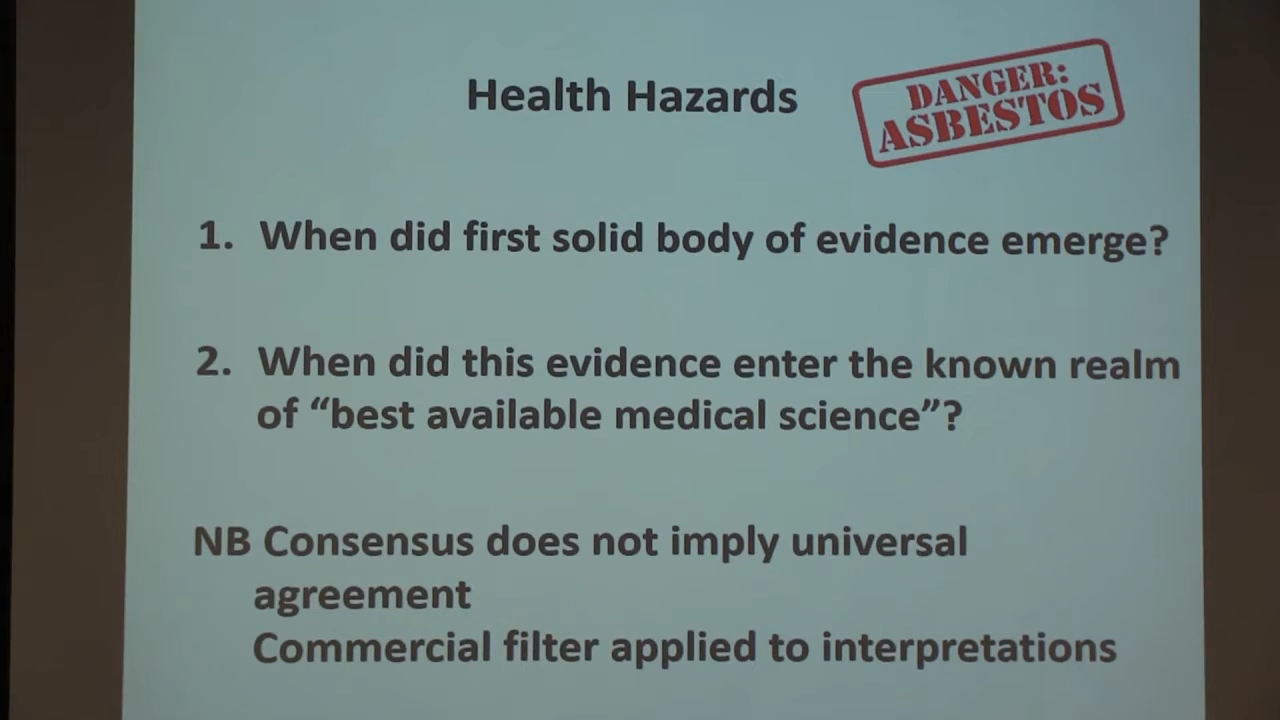 Health Hazards
DANGER:
ASBESTOS
1. When did first solid body of evidence emerge?
2. When did this evidence enter the known realm
of “best available medical science”?
NB Consensus does not imply universal
agreement
Commercial filter applied to interpretations